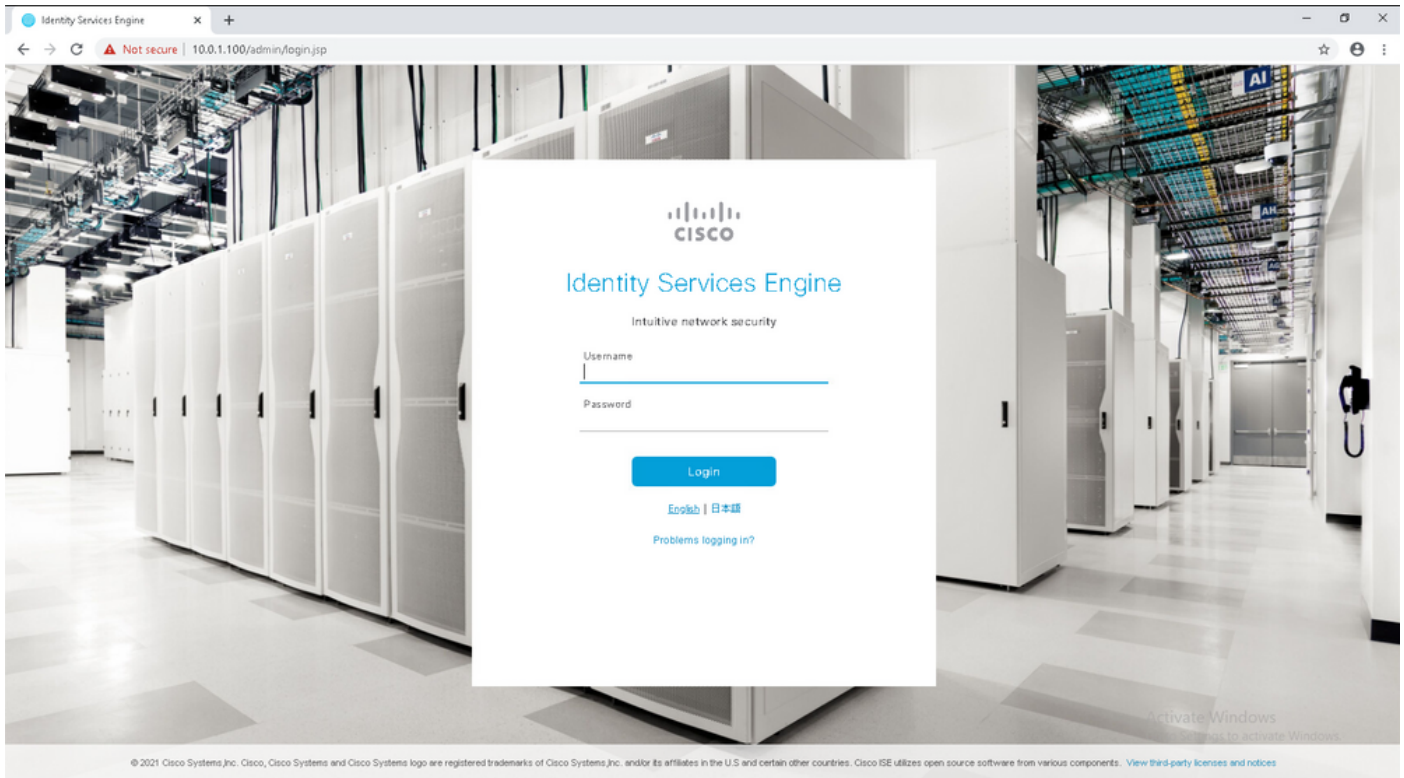 Identity Services Engine
Not secure | 10.0.1.100/admin/login.jsp
AI
AH
CISCO
Identity Services Engine
Intuitive network security
Username
Password
Login
English | 日本語
Problems logging in?
Activate Windows
to activate Windows.
© 2021 Cisco Systems,Inc. Cisco, Cisco Systems and Cisco Systems logo are registered trademarks of Cisco Systems,Inc. and/or its affiliates in the U.S and certain other countries. Cisco ISE utilizes open source software from various components. View third-party licenses and notices